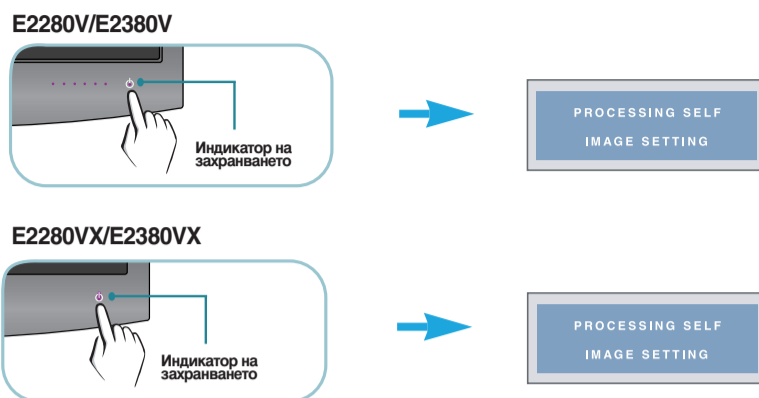 E2280V/E2380V
Индикатор на
захранването
PROCESSING SELF
IMAGE SETTING
E2280VX/E2380VX
Индикатор на
захранването
PROCESSING SELF
IMAGE SETTING